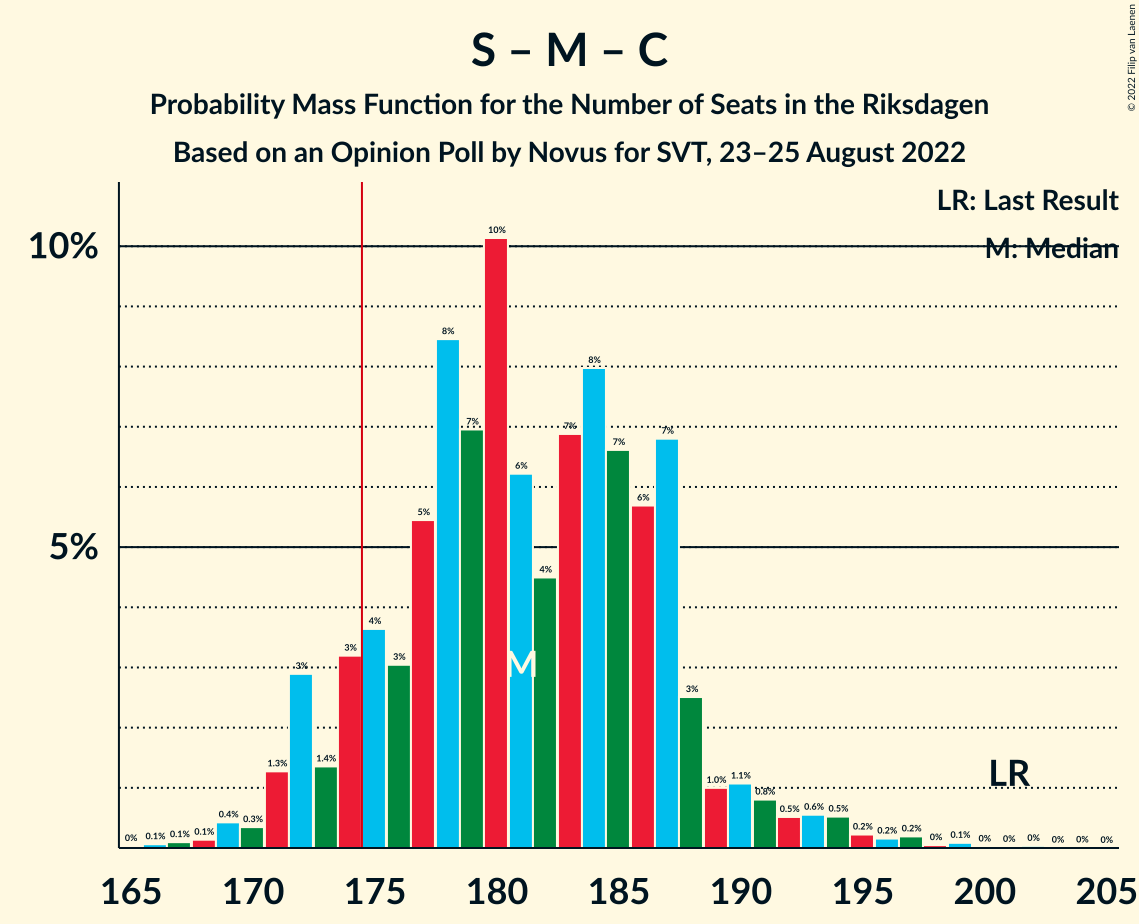 © 2022 Filip van Laenen
S – M – C
Probability Mass Function for the Number of Seats in the Riksdagen
Based on an Opinion Poll by Novus for SVT, 23–25 August 2022
LR: Last Result
M: Median
10%
5%
0% 0.1% 0.1% 0.1% 0.4% 0.3% 1.3% 3% 1.4% 3% 4% 3% 5% 8% 7% 10% 6% 4% 7% 8% 7% 6% 7% 3% 1.0% 1.1% 0.8% 0.5% 0.6% 0.5% 0.2% 0.2% 0.2% 0% 0.1% 0% 0% 0% 0% 0% 0%
M
LR
165 170 175 180 185 190 195 200 205